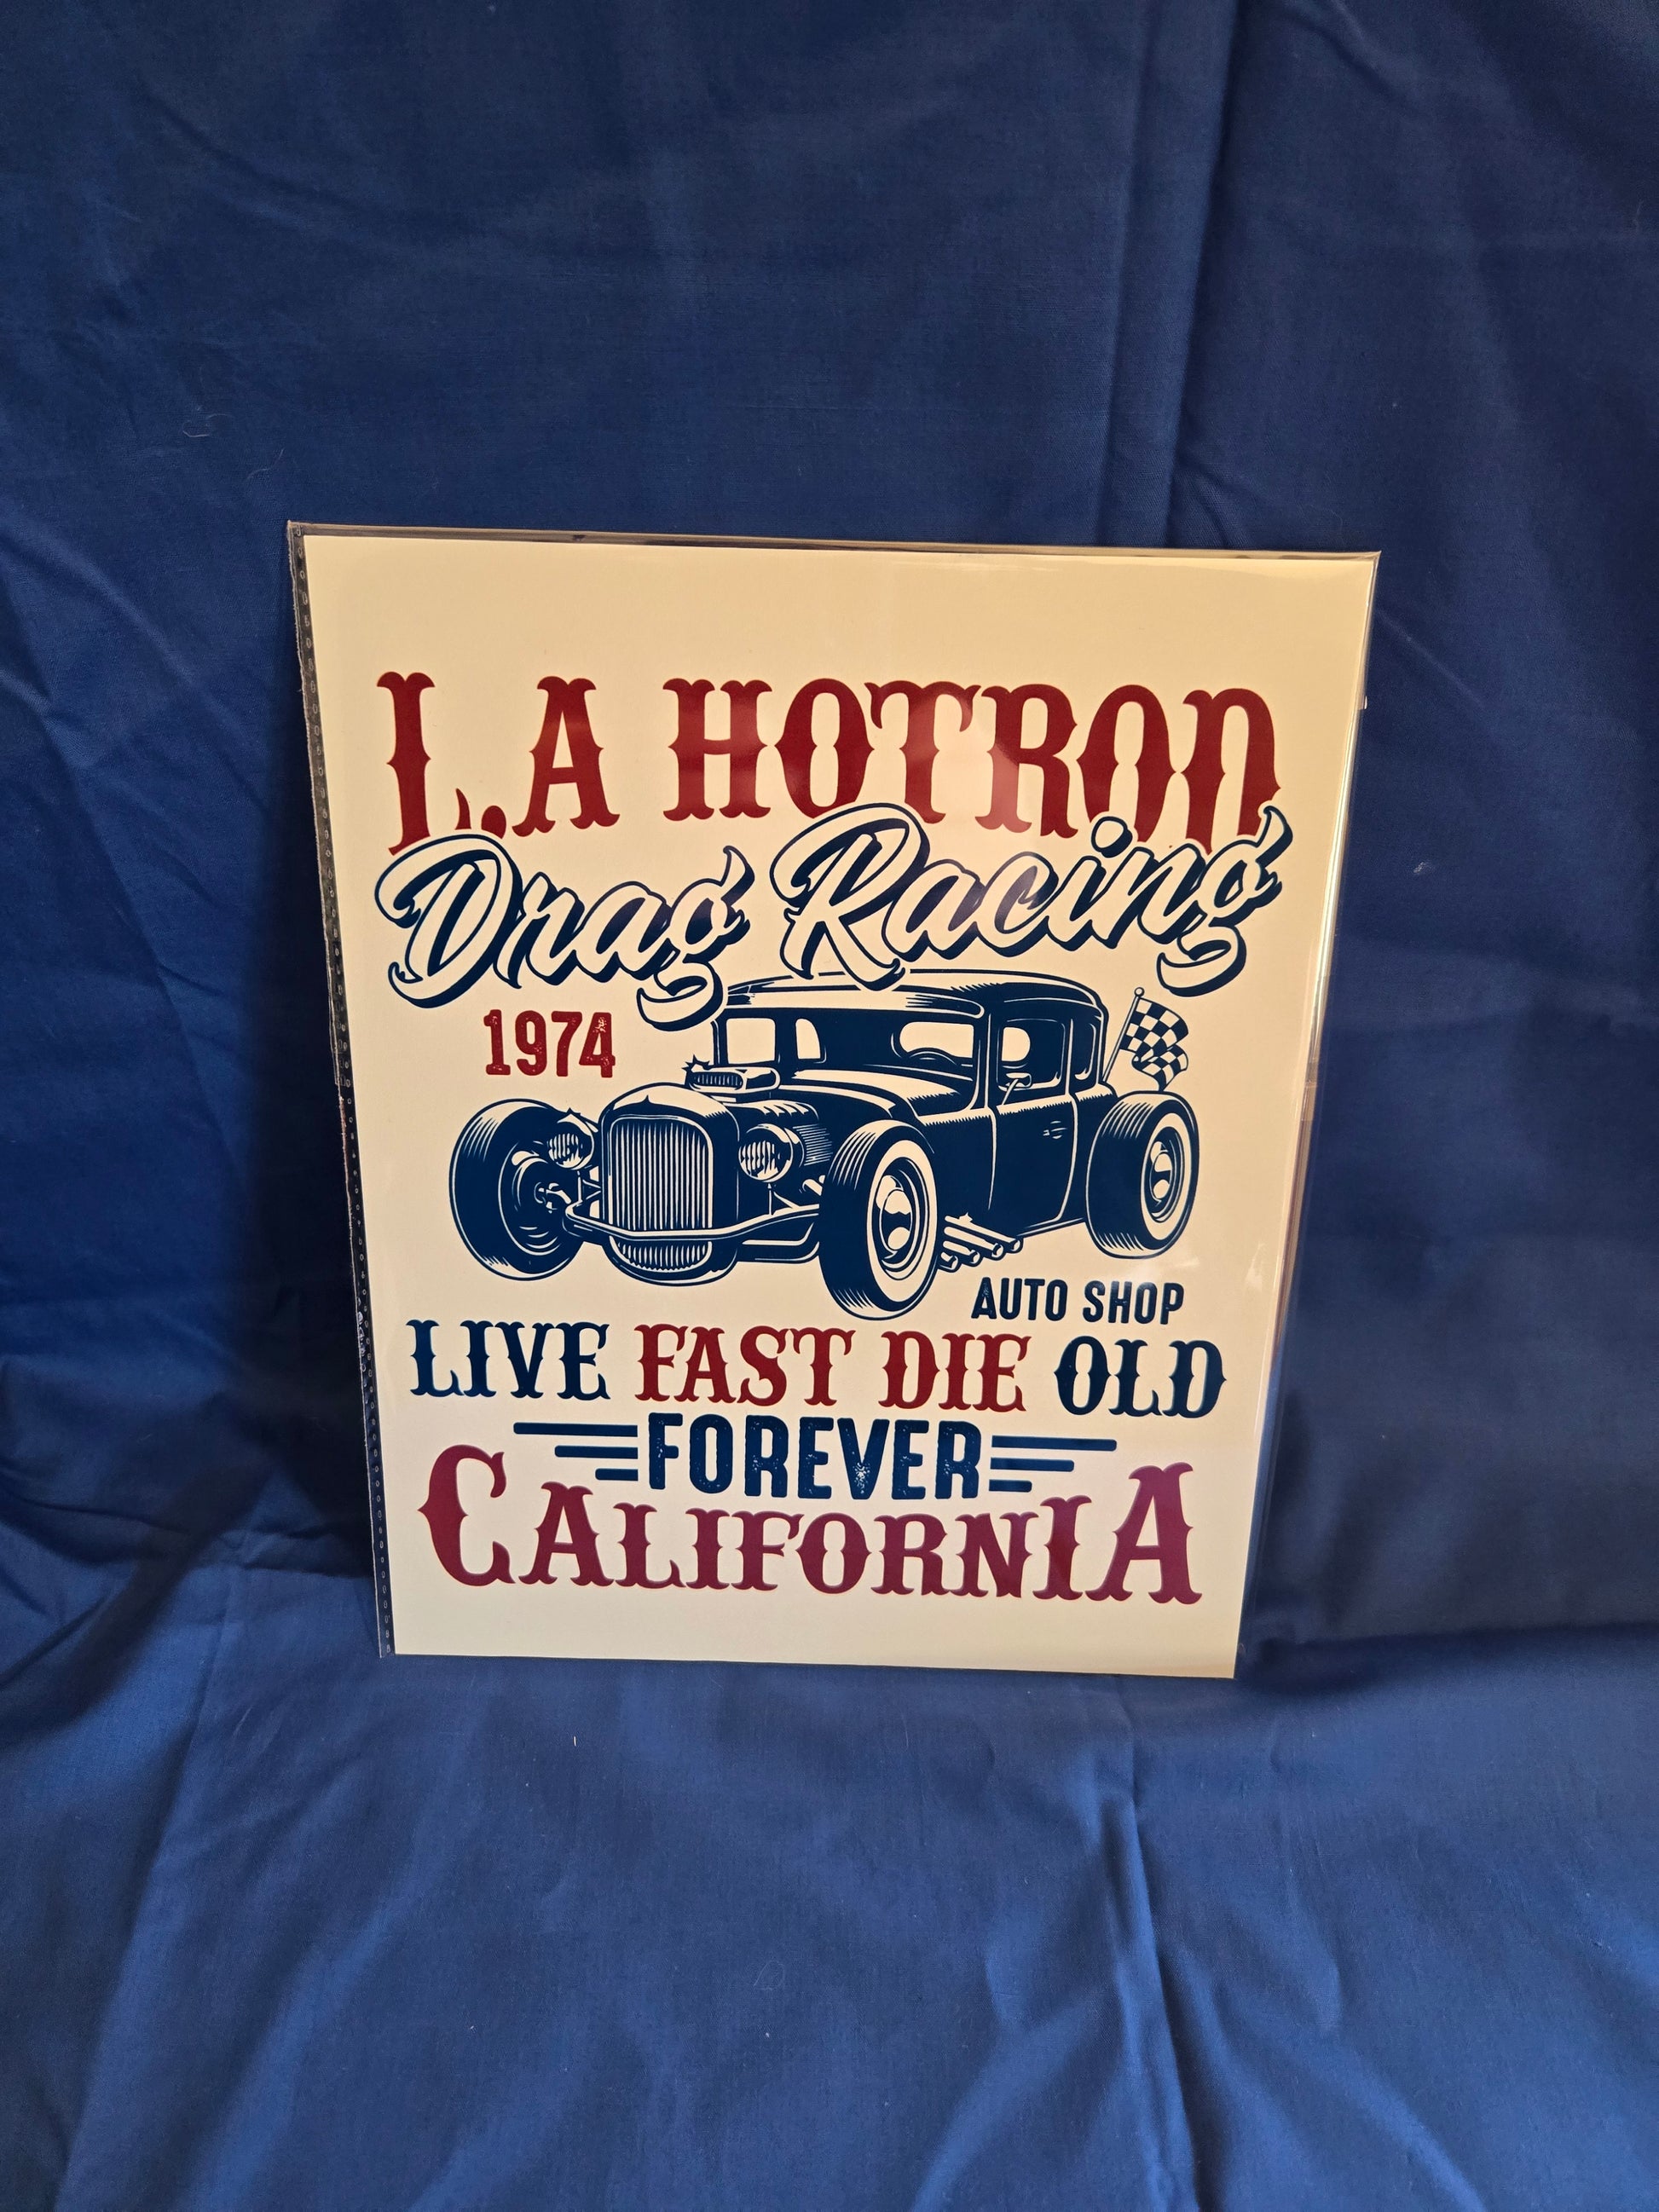 L.A HOTROD
Drag Racing
1974
AUTO SHOP
LIVE FAST DIE OLD
FOREVER
CALIFORNIA